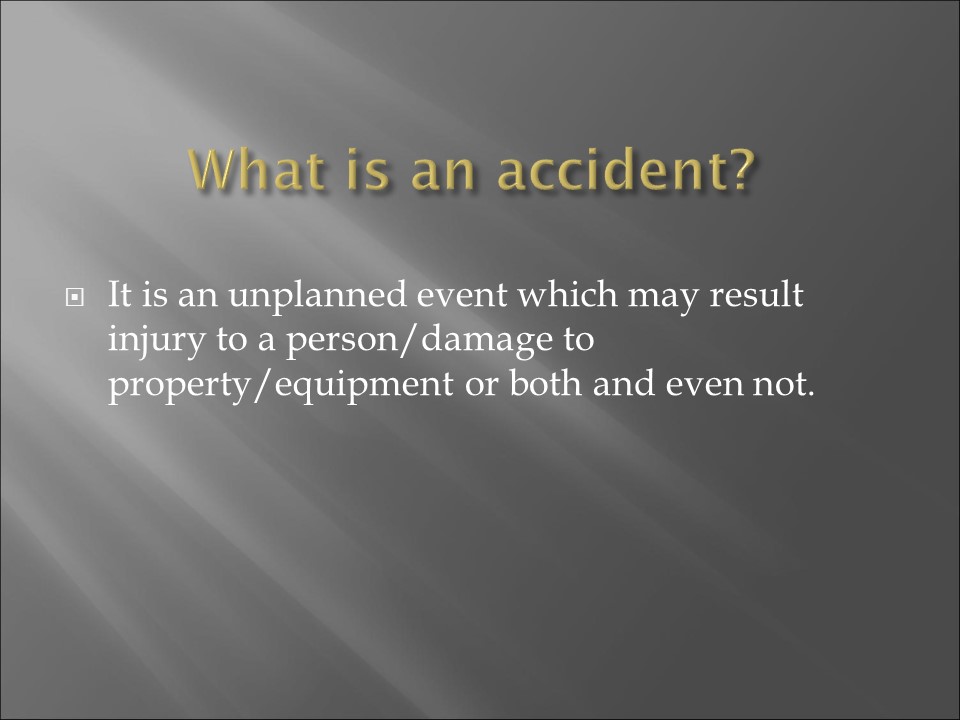 What is an accident?
It is an unplanned event which may result
injury to a person/damage to
property/equipment or both and even not.